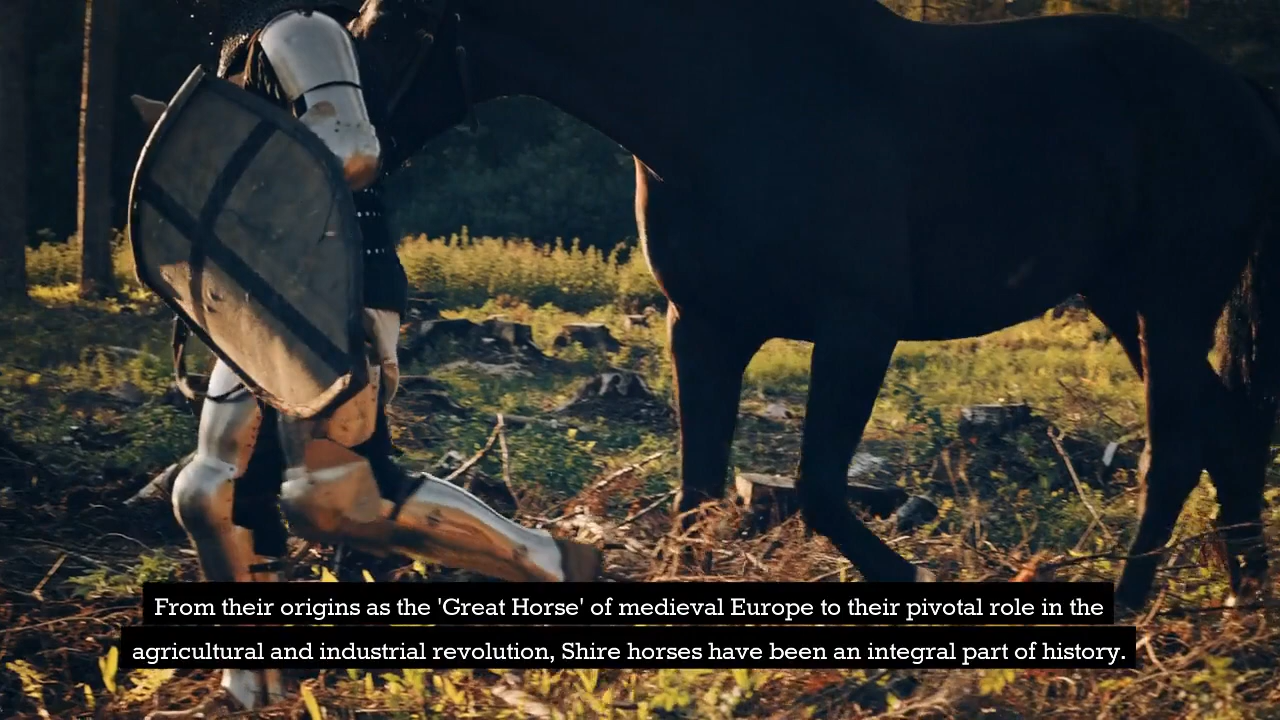 From their origins as the 'Great Horse' of medieval Europe to their pivotal role in the
agricultural and industrial revolution, Shire horses have been an integral part of history.